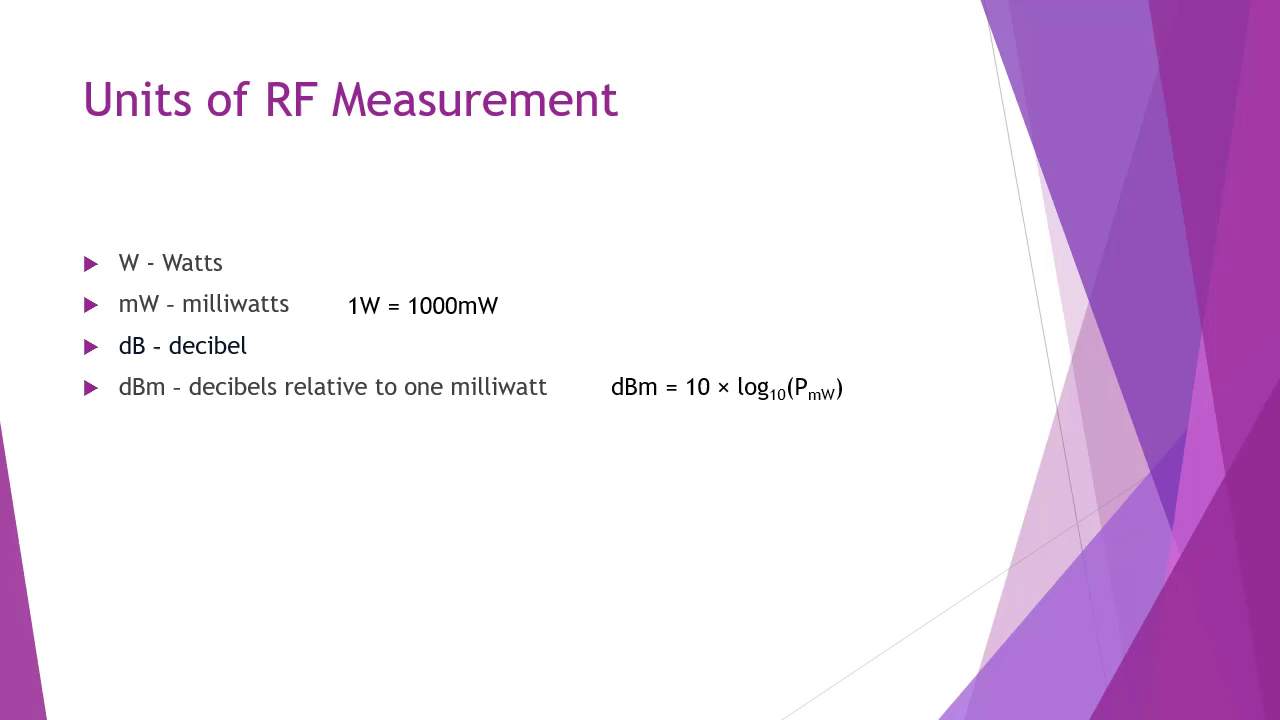 Units of RF Measurement
W - Watts
mW – milliwatts 1W = 1000mW
dB – decibel
dBm – decibels relative to one milliwatt dBm = 10 × log₁₀(PmW)